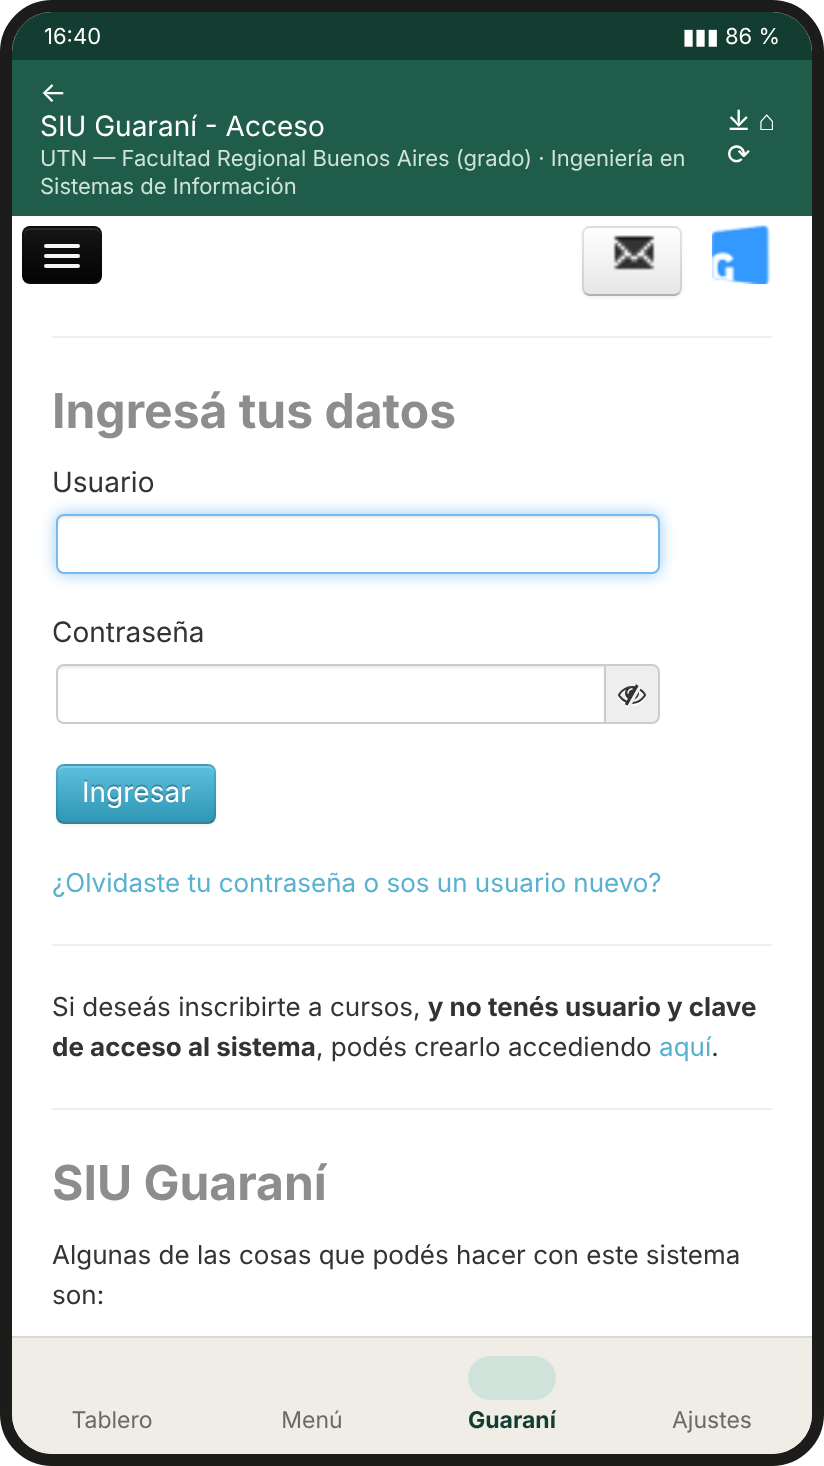 16:40
86 %
SIU Guaraní - Acceso
UTN — Facultad Regional Buenos Aires (grado) · Ingeniería en
Sistemas de Información
G
Ingresá tus datos
Usuario
Contraseña
Ingresar
¿Olvidaste tu contraseña o sos un usuario nuevo?
Si deseás inscribirte a cursos, y no tenés usuario y clave
de acceso al sistema, podés crearlo accediendo aquí.
SIU Guaraní
Algunas de las cosas que podés hacer con este sistema
son:
Tablero
Menú
Guaraní
Ajustes